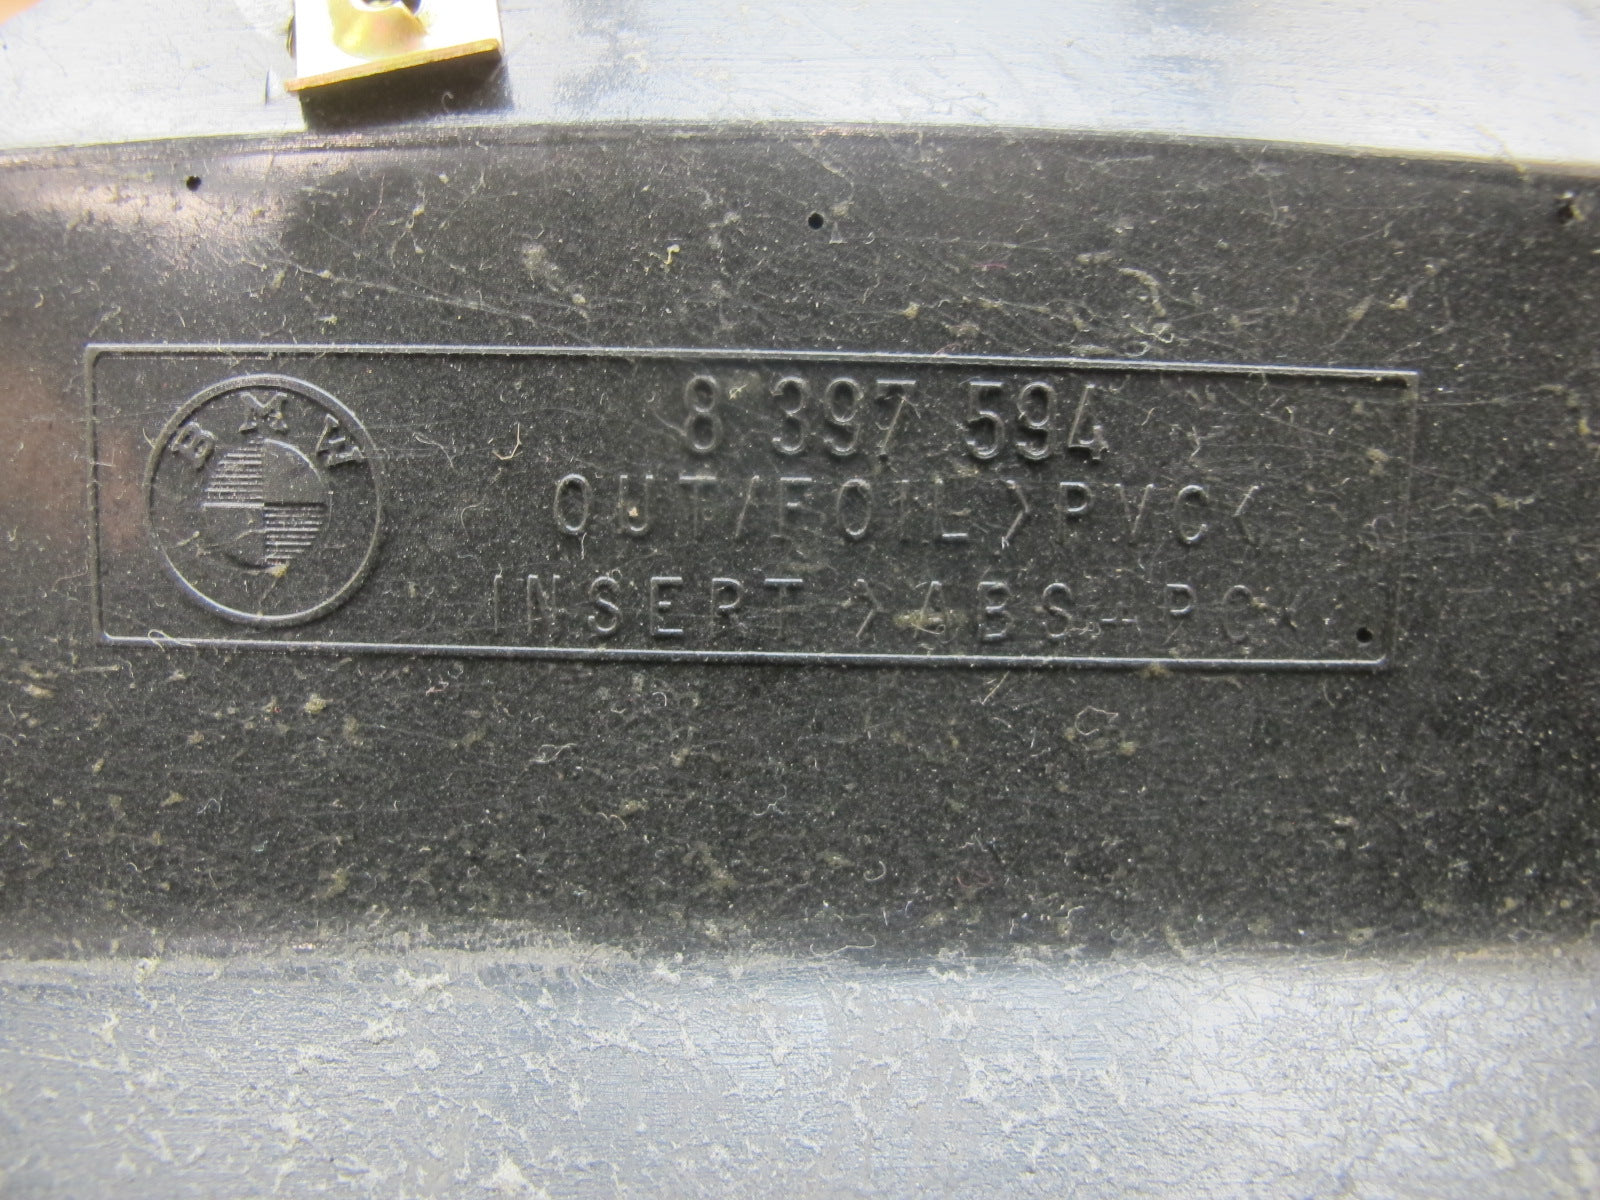 BMW
8 397 594
OUT/FOIL >PVC<
INSERT >ABS+PC<